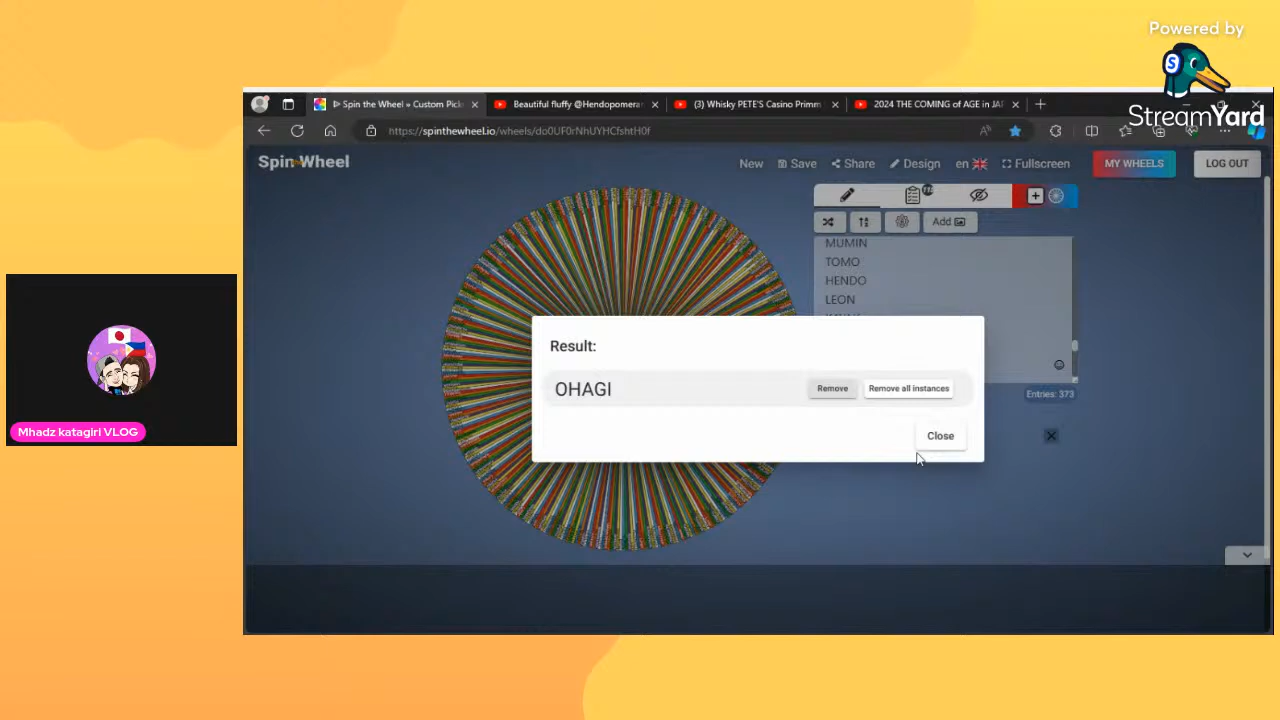 Powered by
S
StreamYard
Spin the Wheel » Custom Pick
Beautiful fluffy @Hendopomeran
(3) Whisky PETE'S Casino Primm
2024 THE COMING of AGE in JAP
https://spinthewheel.io/wheels/do0UF0rNhUYHCfshtH0f
Spin Wheel
New
Save
Share
Design
en
Fullscreen
MY WHEELS
LOG OUT
Add
MUMIN
TOMO
HENDO
LEON
Result:
OHAGI
Remove
Remove all instances
Close
Entries: 373
Mhadz katagiri VLOG